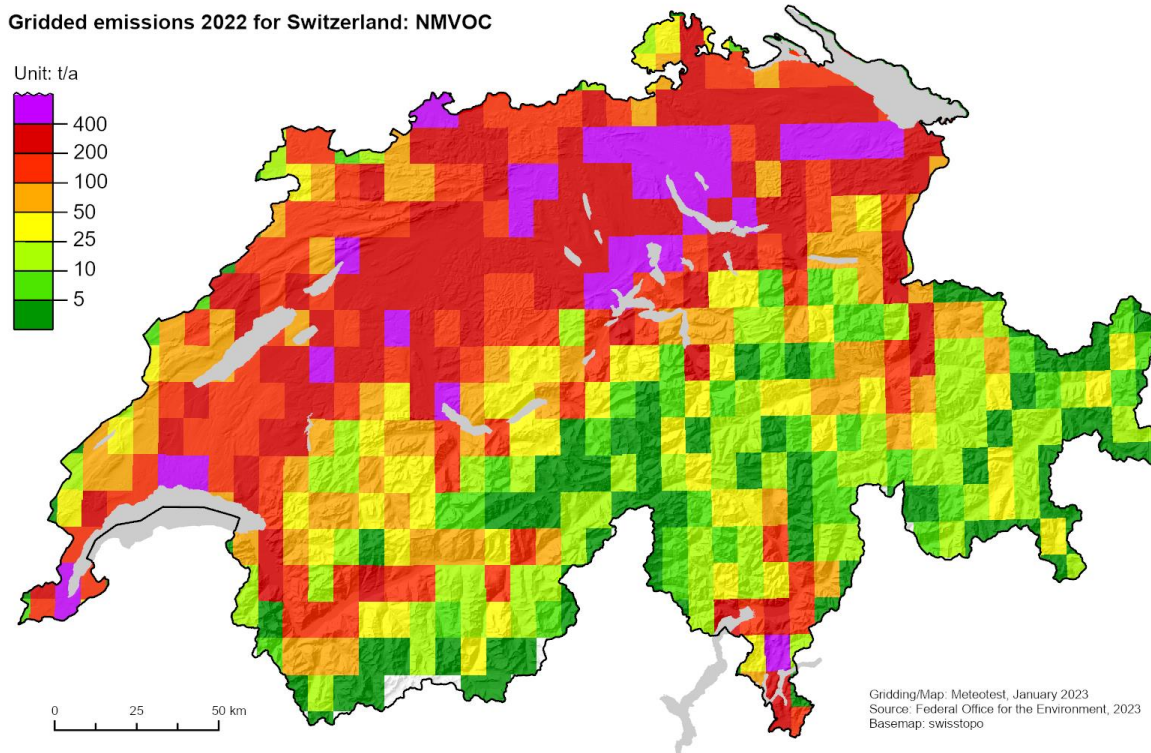 Gridded emissions 2022 for Switzerland: NMVOC
Unit: t/a
400
200
100
50
25
10
5
0 25 50 km
Gridding/Map: Meteotest, January 2023
Source: Federal Office for the Environment, 2023
Basemap: swisstopo